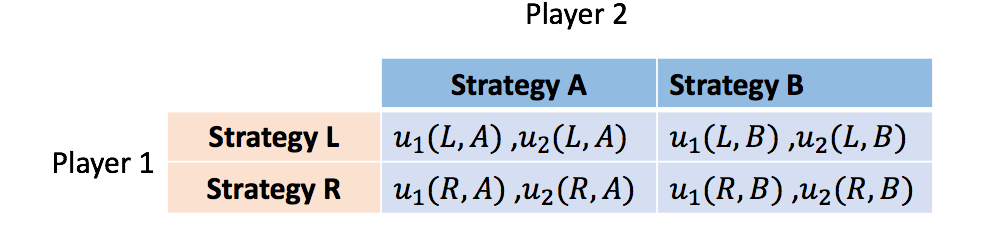 Player 2
Strategy A Strategy B
Strategy L u₁(L, A) ,u₂(L, A) u₁(L, B) ,u₂(L, B)
Player 1
Strategy R u₁(R, A) ,u₂(R, A) u₁(R, B) ,u₂(R, B)